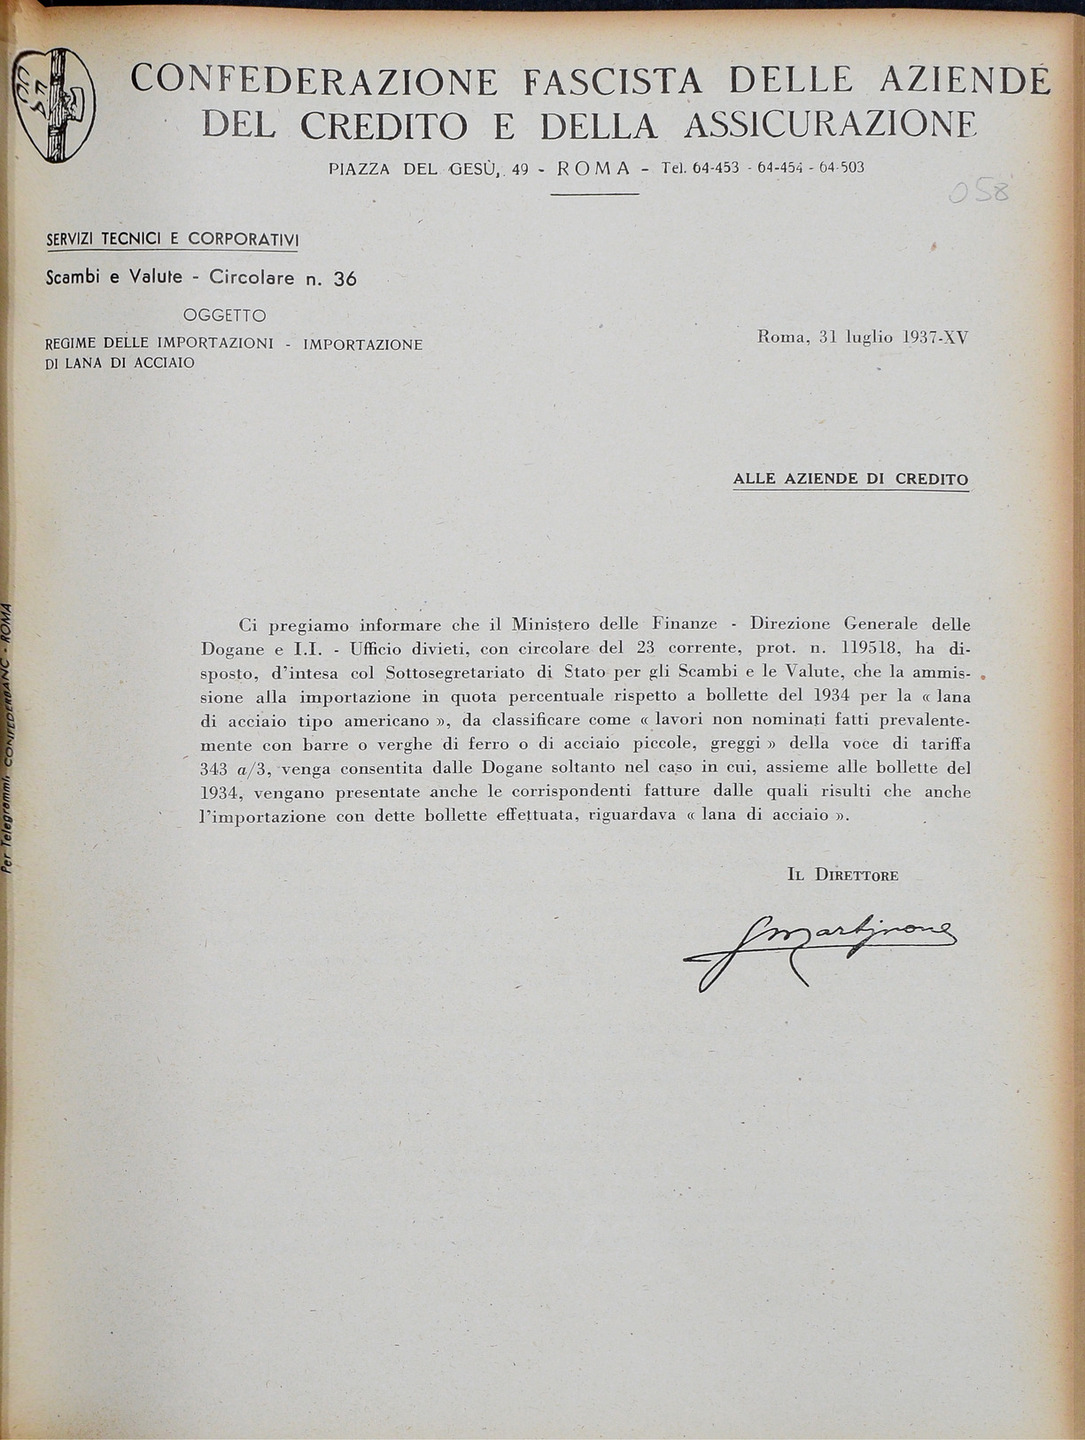 CONFEDERAZIONE FASCISTA DELLE AZIENDE
DEL CREDITO E DELLA ASSICURAZIONE
PIAZZA DEL GESÙ, 49 - ROMA - Tel. 64-453 - 64-454 - 64-503
058
SERVIZI TECNICI E CORPORATIVI
Scambi e Valute - Circolare n. 36
OGGETTO
REGIME DELLE IMPORTAZIONI - IMPORTAZIONE
DI LANA DI ACCIAIO
Roma, 31 luglio 1937-XV
ALLE AZIENDE DI CREDITO
Ci pregiamo informare che il Ministero delle Finanze - Direzione Generale delle
Dogane e I.I. - Ufficio divieti, con circolare del 23 corrente, prot. n. 119518, ha di-
sposto, d'intesa col Sottosegretariato di Stato per gli Scambi e le Valute, che la ammis-
sione alla importazione in quota percentuale rispetto a bollette del 1934 per la « lana
di acciaio tipo americano », da classificare come « lavori non nominati fatti prevalente-
mente con barre o verghe di ferro o di acciaio piccole, greggi » della voce di tariffa
343 a/3, venga consentita dalle Dogane soltanto nel caso in cui, assieme alle bollette del
1934, vengano presentate anche le corrispondenti fatture dalle quali risulti che anche
l'importazione con dette bollette effettuata, riguardava « lana di acciaio ».
IL DIRETTORE
Per Telegrammi: CONFEDERBANC - ROMA